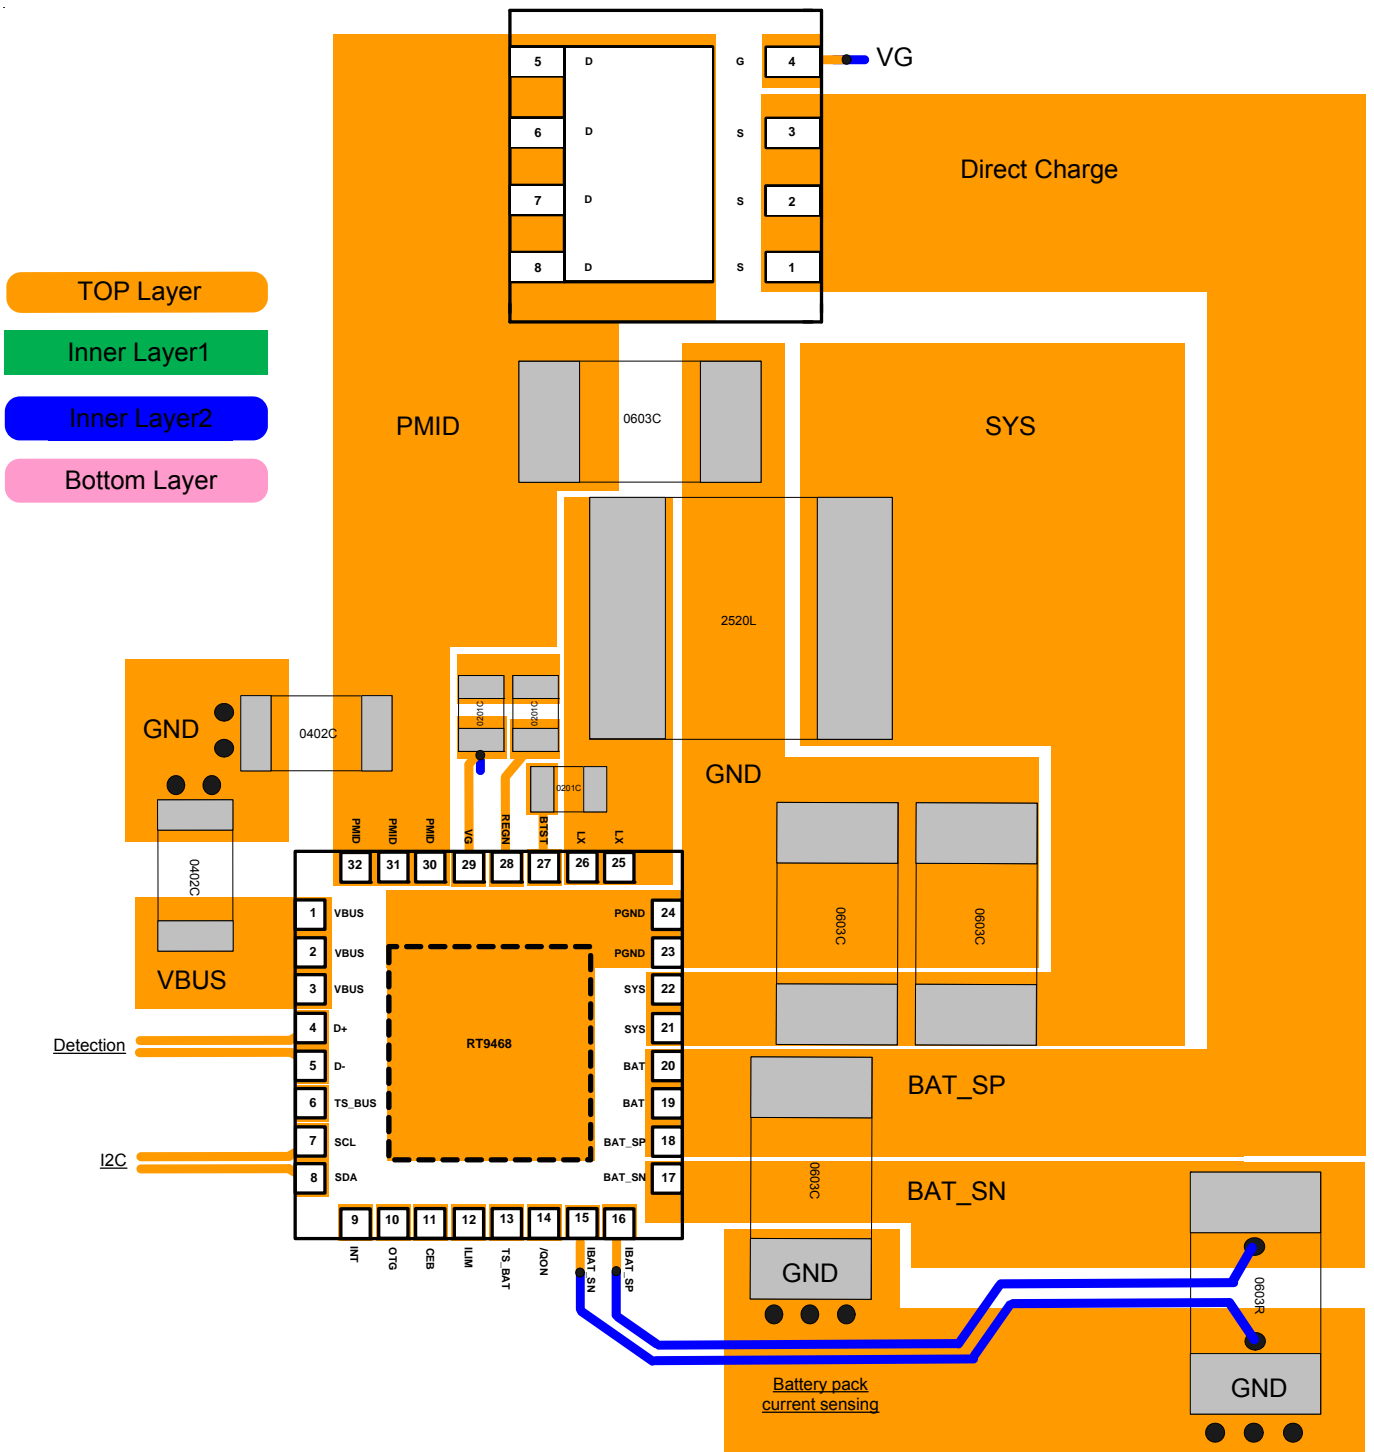 5 D G 4 VG
6 D S 3
7 D S 2
8 D S 1
Direct Charge
TOP Layer
Inner Layer1
Inner Layer2
Bottom Layer
PMID
0603C
SYS
2520L
GND
0402C
0201C
0201C
GND
0201C
0402C
PMID
PMID
PMID
VG
REGN
BTST
LX
LX
32 31 30 29 28 27 26 25
1 VBUS
2 VBUS
3 VBUS
4 D+
5 D-
6 TS_BUS
7 SCL
8 SDA
VBUS
Detection
I2C
RT9468
PGND 24
PGND 23
SYS 22
SYS 21
BAT 20
BAT 19
BAT_SP 18
BAT_SN 17
0603C
0603C
BAT_SP
0603C
BAT_SN
9 10 11 12 13 14 15 16
INT
OTG
CEB
ILIM
TS_BAT
/QON
IBAT_SN
IBAT_SP
GND
0603R
GND
Battery pack
current sensing